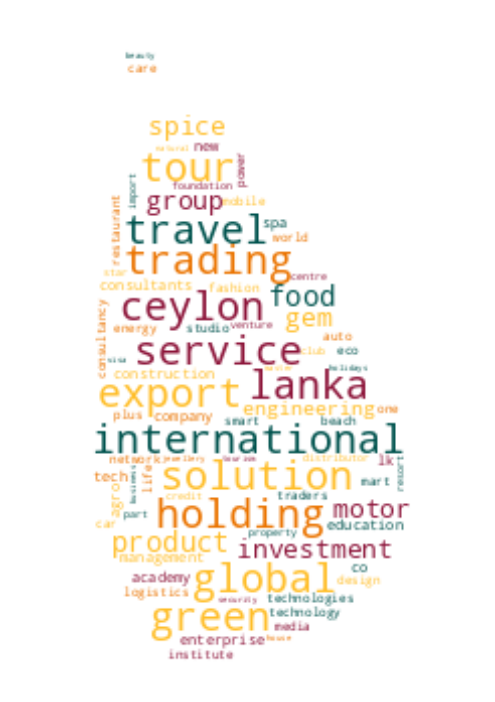 beauty
care
spice
natural new
tour
power
foundation
import
group mobile
restaurant
travel spa
world
trading
star centre
consultants fashion
food
ceylon gem
consultancy
energy studio venture
auto
service club eco
visa holidays
construction master
export lanka
plus company engineering one
smart beach
international
network jewellery tourism distributor lk
tech life solution mart resort
business
agro credit traders
part holding motor
car education
property
product investment
management co
academy global design
logistics
security technologies
green technology
media
enterprise house
institute